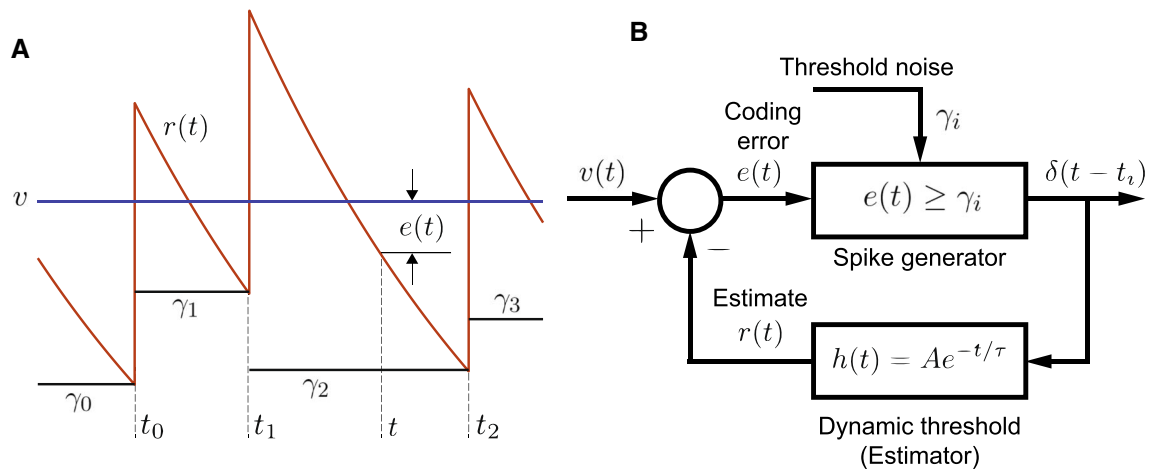 A
r(t)
v
e(t)
γ₁
γ₃
γ₂
γ₀
t₀
t₁
t
t₂
B
Threshold noise
γᵢ
Coding
error
v(t)
e(t)
+
−
e(t) ≥ γᵢ
δ(t − tᵢ)
Spike generator
Estimate
r(t)
h(t) = Ae^{−t/τ}
Dynamic threshold
(Estimator)